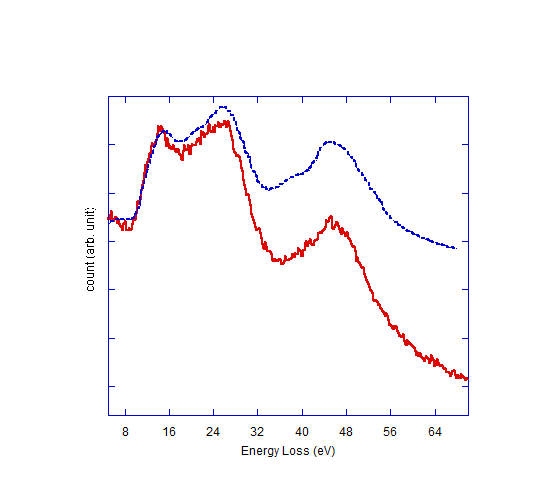 count (arb. unit)
8 16 24 32 40 48 56 64
Energy Loss (eV)